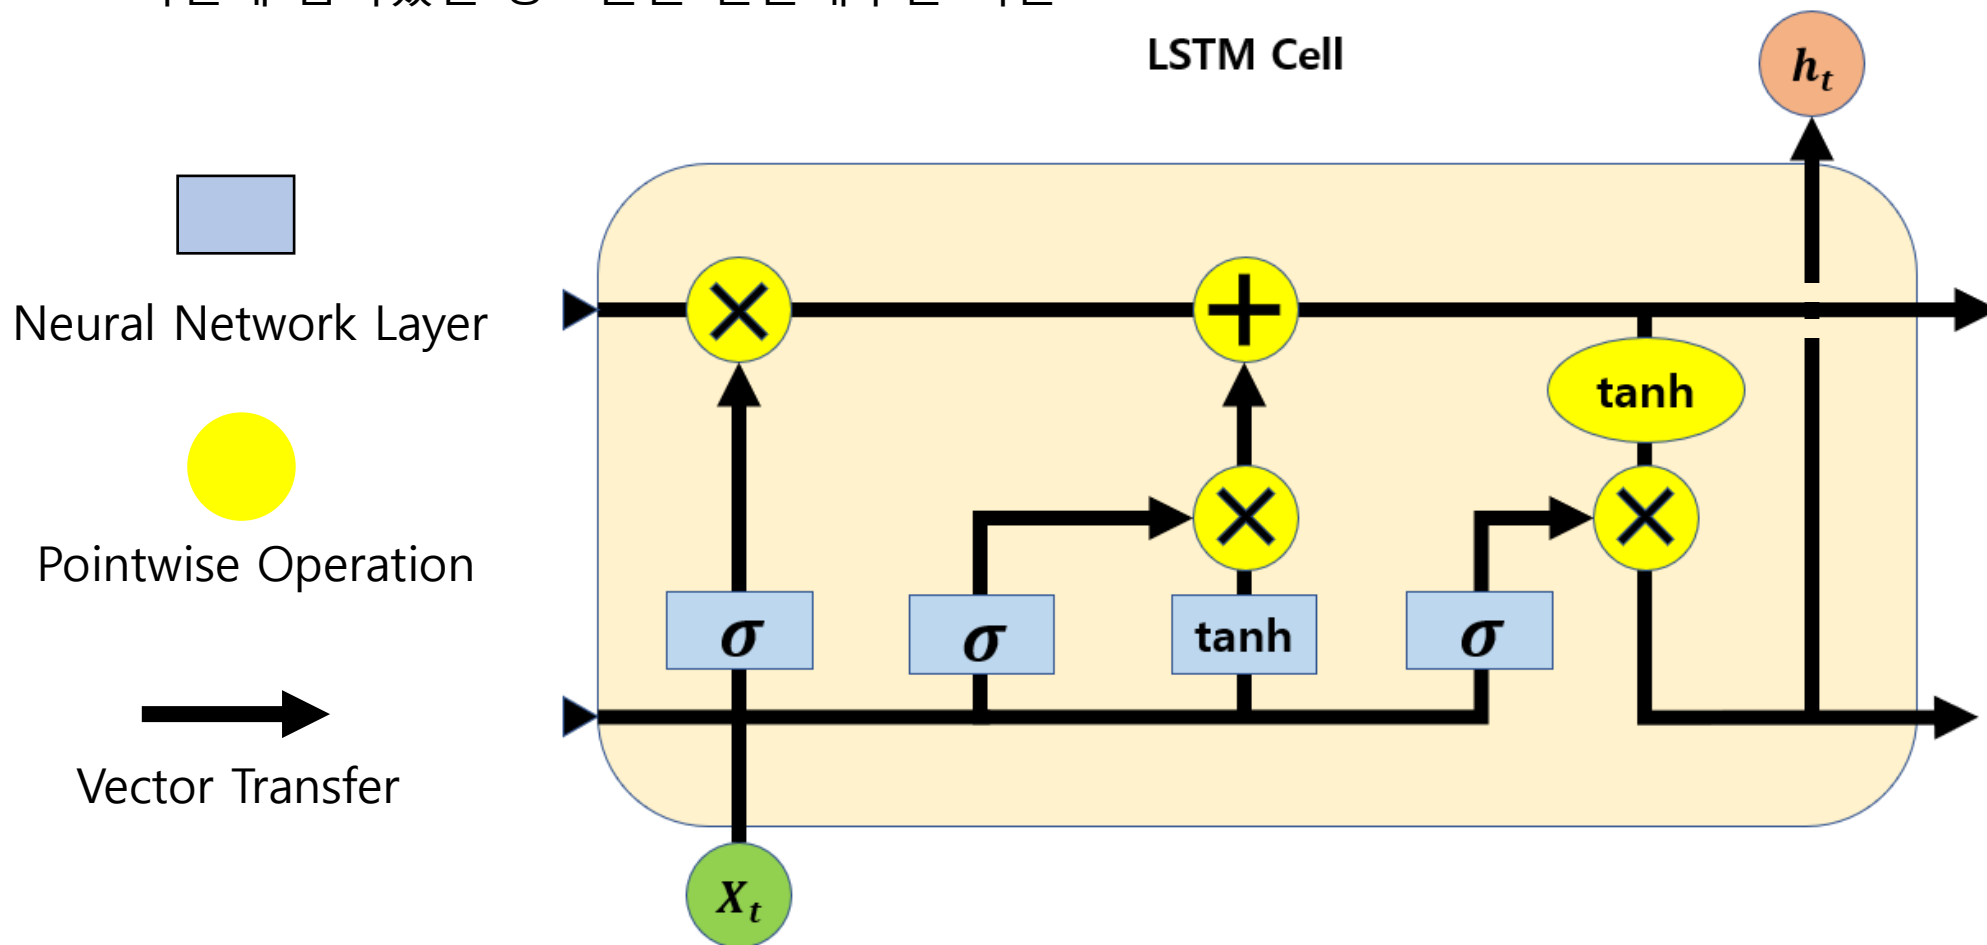 LSTM Cell
h_t
Neural Network Layer
tanh
Pointwise Operation
σ
σ
tanh
σ
Vector Transfer
X_t